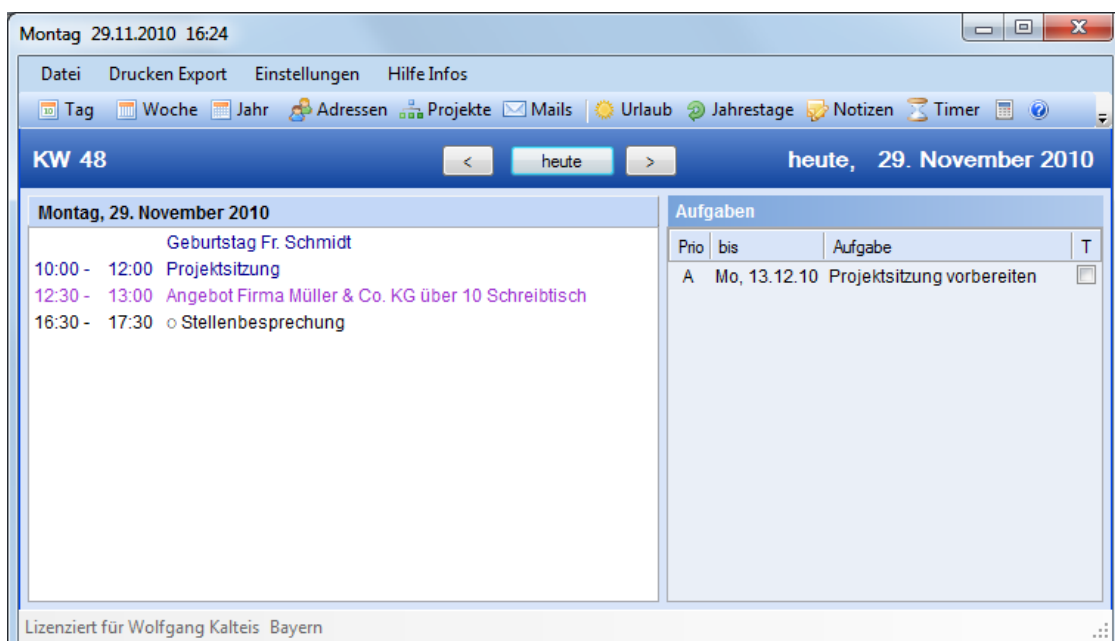 Montag 29.11.2010 16:24
Datei Drucken Export Einstellungen Hilfe Infos
10 Tag Woche Jahr Adressen Projekte Mails Urlaub Jahrestage Notizen Timer ?
KW 48 < heute > heute, 29. November 2010
Montag, 29. November 2010
Geburtstag Fr. Schmidt
10:00 - 12:00 Projektsitzung
12:30 - 13:00 Angebot Firma Müller & Co. KG über 10 Schreibtisch
16:30 - 17:30 o Stellenbesprechung
Aufgaben
Prio bis Aufgabe T
A Mo, 13.12.10 Projektsitzung vorbereiten
Lizenziert für Wolfgang Kalteis Bayern